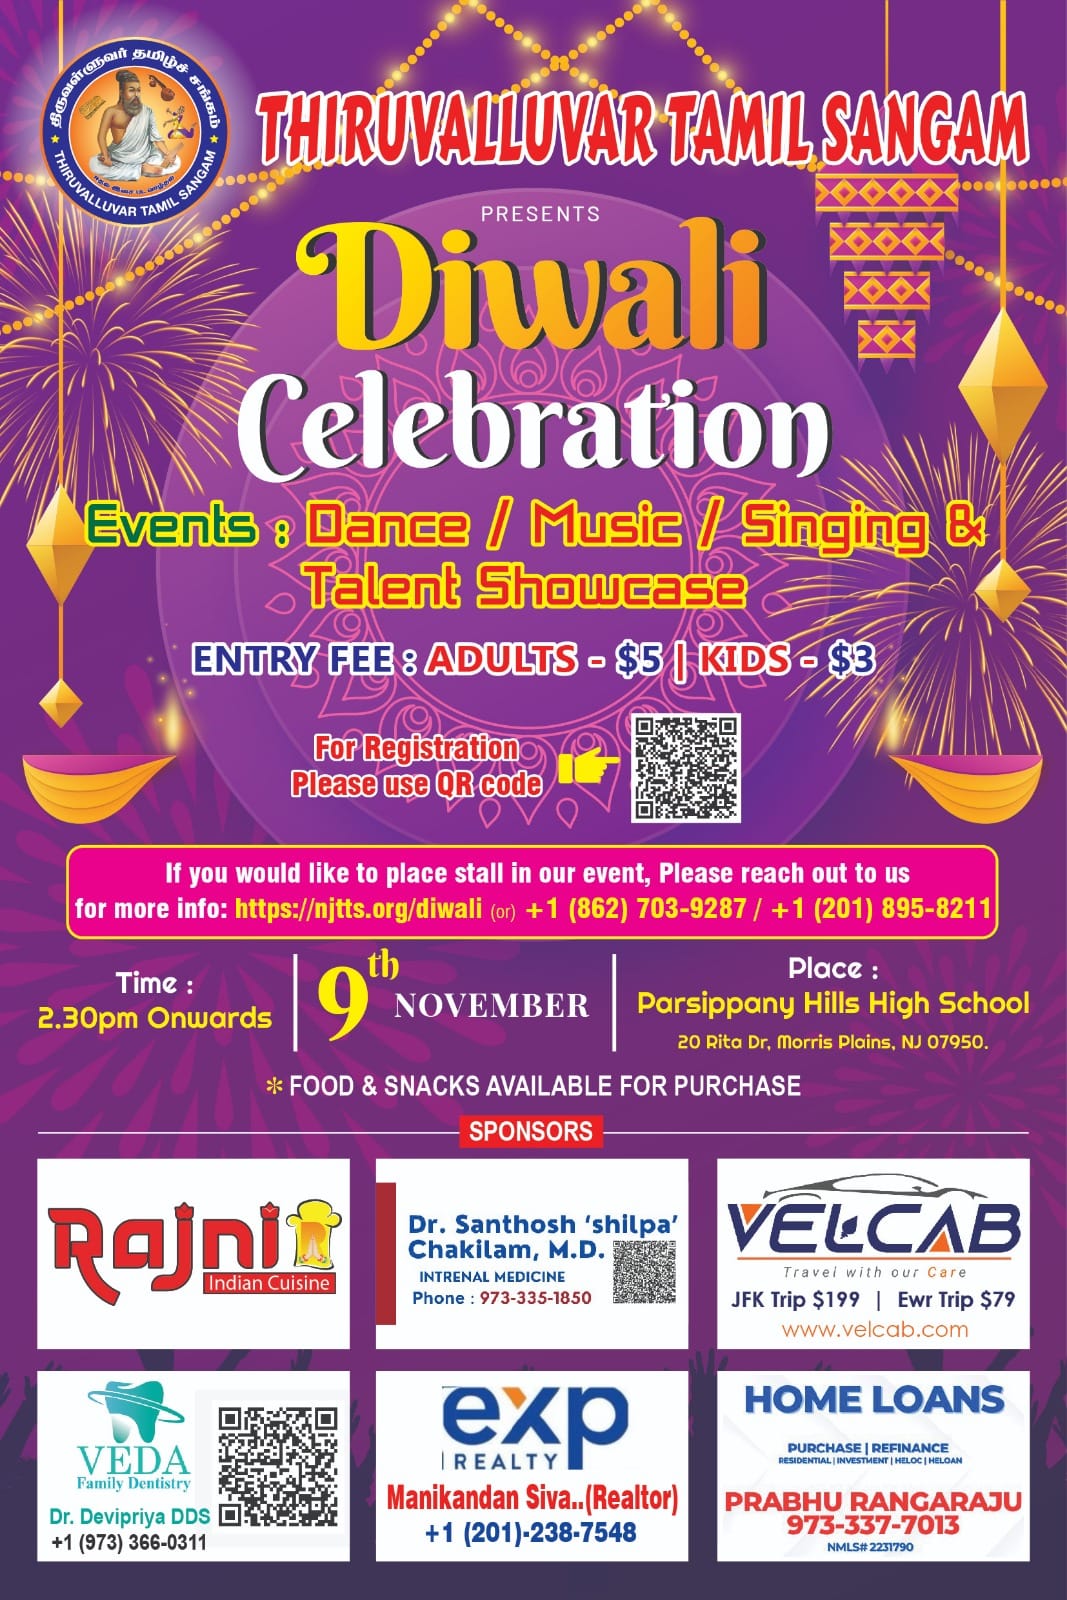 திருவள்ளுவர் தமிழ்ச் சங்கம்
THIRUVALLUVAR TAMIL SANGAM
THIRUVALLUVAR TAMIL SANGAM
PRESENTS
Diwali
Celebration
Events : Dance / Music / Singing &
Talent Showcase
ENTRY FEE : ADULTS - $5 | KIDS - $3
For Registration
Please use QR code
If you would like to place stall in our event, Please reach out to us
for more info: https://njtts.org/diwali (or) +1 (862) 703-9287 / +1 (201) 895-8211
Time :
2.30pm Onwards
9th NOVEMBER
Place :
Parsippany Hills High School
20 Rita Dr, Morris Plains, NJ 07950.
* FOOD & SNACKS AVAILABLE FOR PURCHASE
SPONSORS
Rajni
Indian Cuisine
Dr. Santhosh ‘shilpa’
Chakilam, M.D.
INTRENAL MEDICINE
Phone : 973-335-1850
VELCAB
Travel with our Care
JFK Trip $199 | Ewr Trip $79
www.velcab.com
VEDA
Family Dentistry
Dr. Devipriya DDS
+1 (973) 366-0311
exp
REALTY
Manikandan Siva..(Realtor)
+1 (201)-238-7548
HOME LOANS
PURCHASE | REFINANCE
RESIDENTIAL | INVESTMENT | HELOC | HELOAN
PRABHU RANGARAJU
973-337-7013
NMLS# 2231790